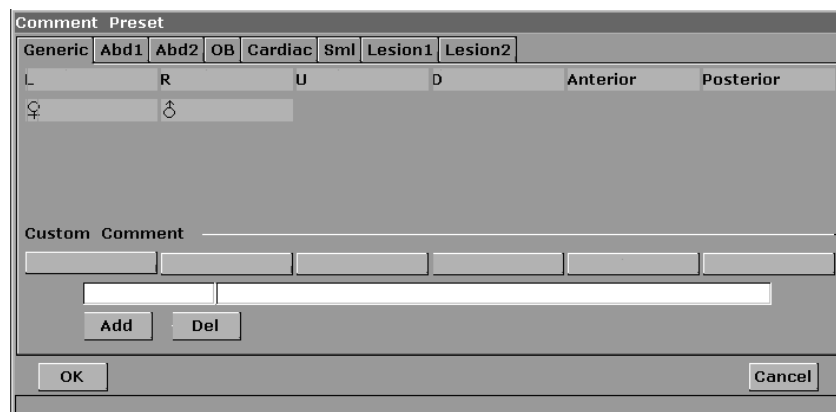 Comment Preset
Generic Abd1 Abd2 OB Cardiac Sml Lesion1 Lesion2
L R U D Anterior Posterior
♀ ♂
Custom Comment
Add Del
OK Cancel